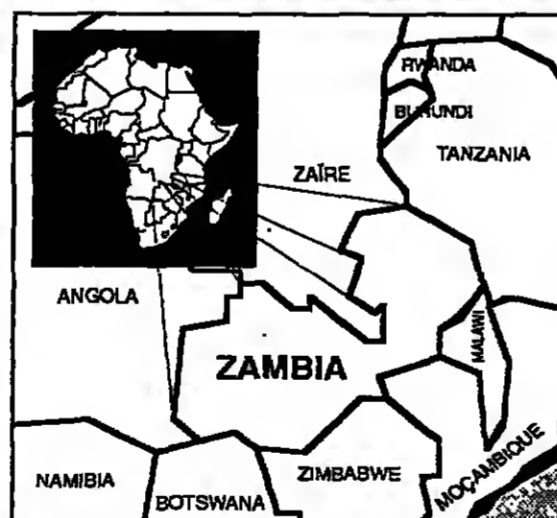 RWANDA
BURUNDI
TANZANIA
ZAÏRE
ANGOLA
MALAWI
ZAMBIA
MOÇAMBIQUE
NAMIBIA
BOTSWANA
ZIMBABWE